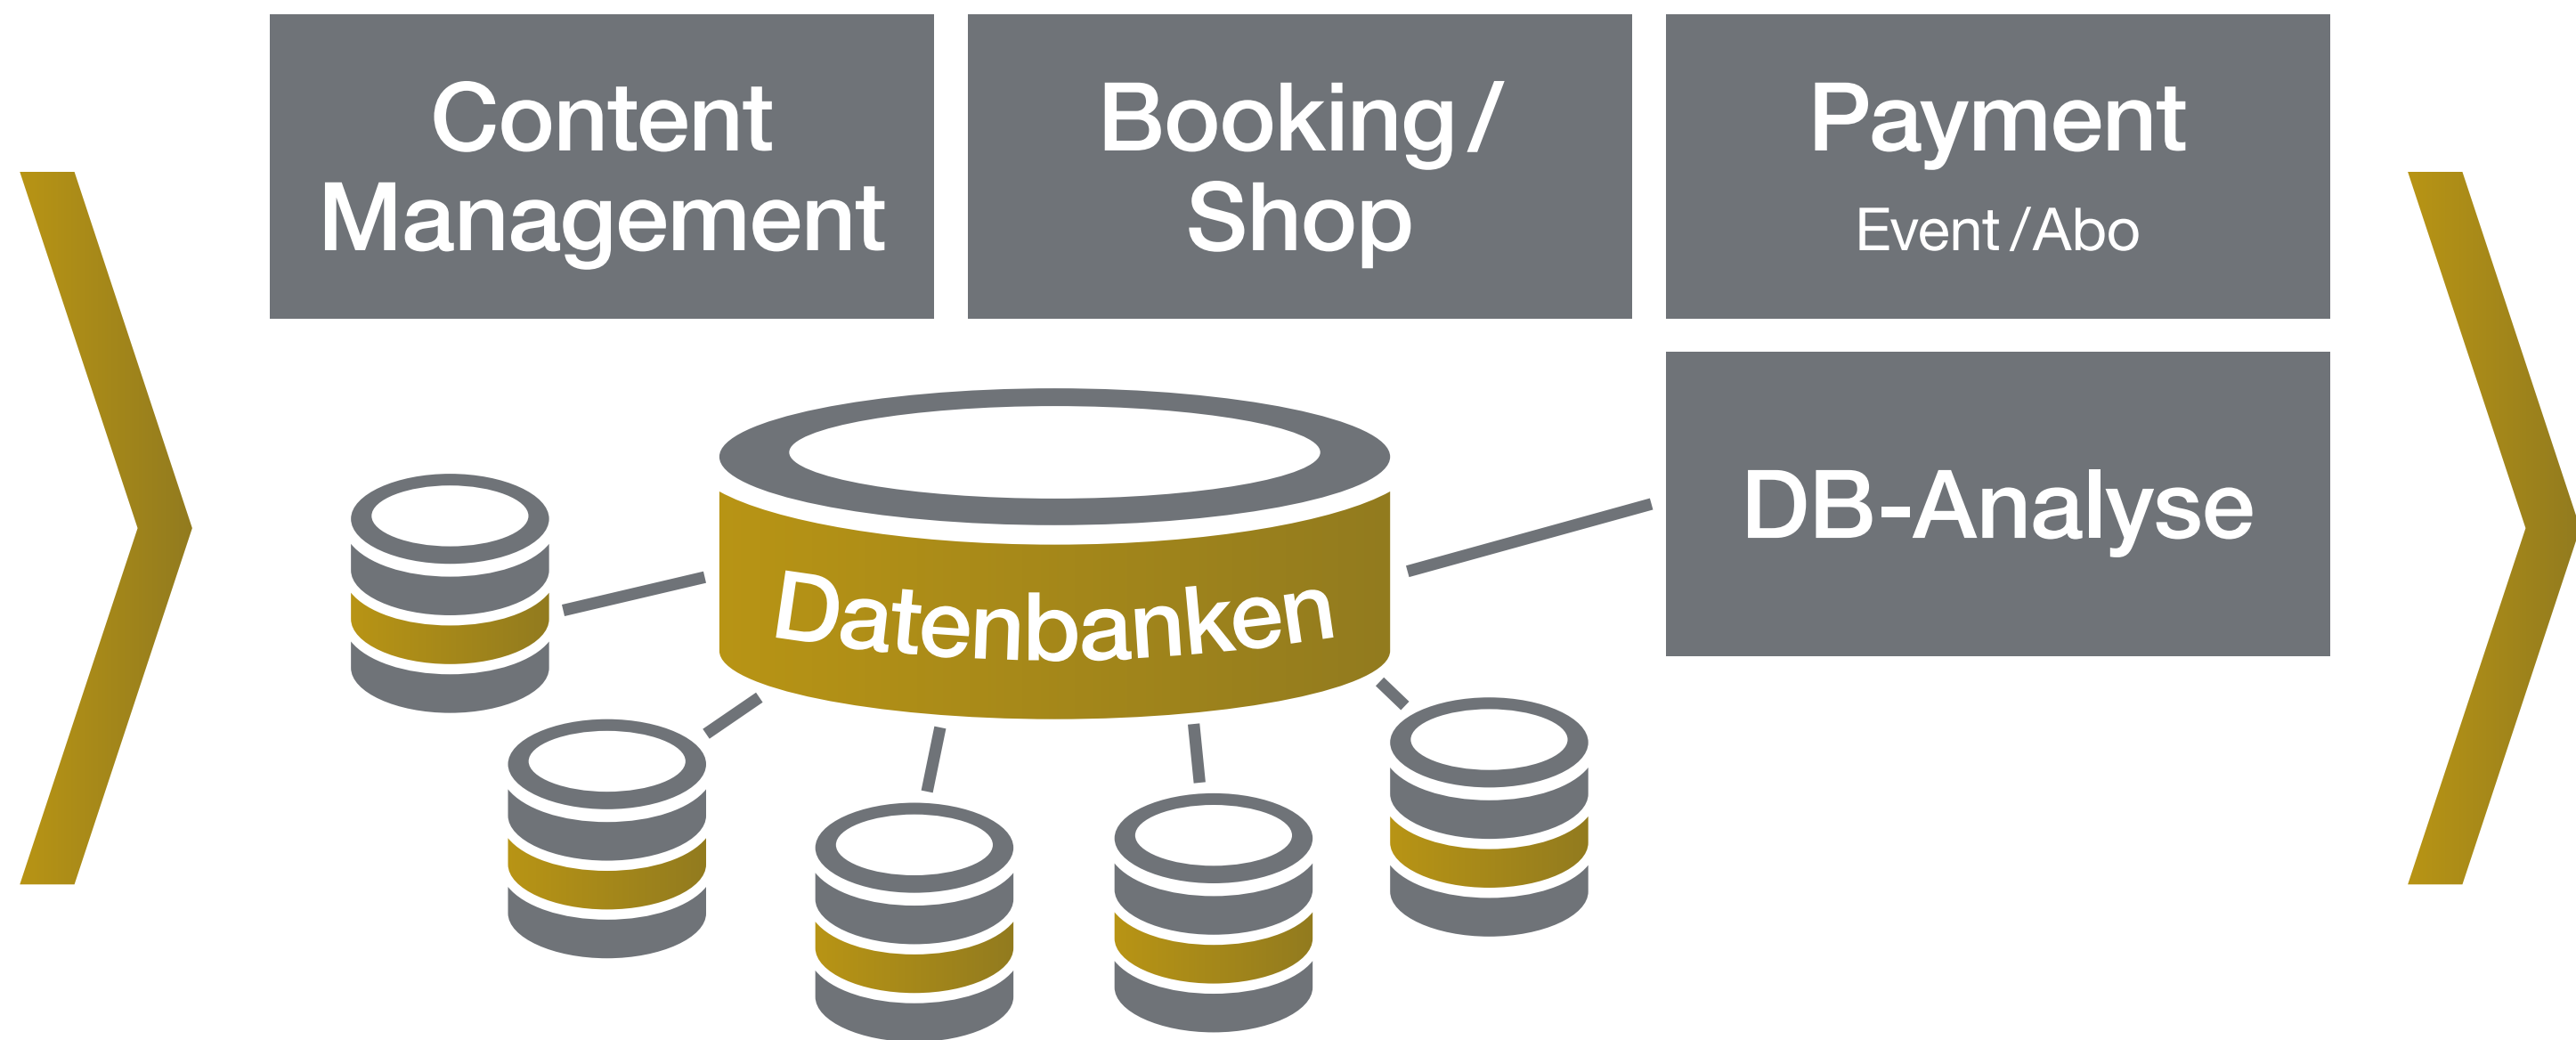 Content
Management
Booking/
Shop
Payment
Event/Abo
DB-Analyse
Datenbanken